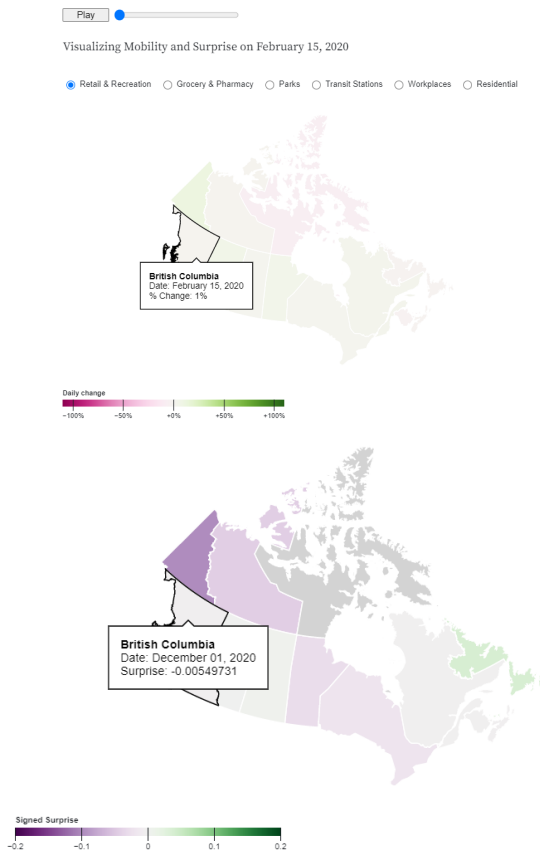 Play
Visualizing Mobility and Surprise on February 15, 2020
Retail & Recreation Grocery & Pharmacy Parks Transit Stations Workplaces Residential
British Columbia
Date: February 15, 2020
% Change: 1%
Daily change
−100% −50% +0% +50% +100%
British Columbia
Date: December 01, 2020
Surprise: -0.00549731
Signed Surprise
−0.2 −0.1 0 0.1 0.2